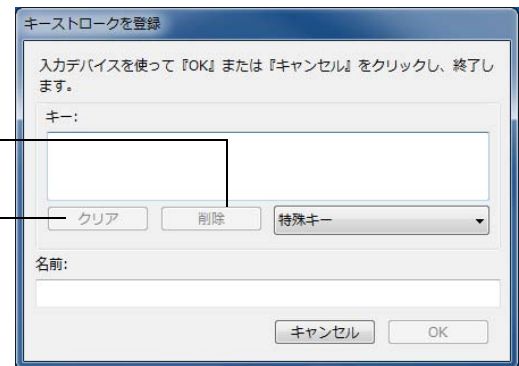 キーストロークを登録
入力デバイスを使って『OK』または『キャンセル』をクリックし、終了し
ます。
キー:
クリア 削除 特殊キー
名前:
キャンセル OK